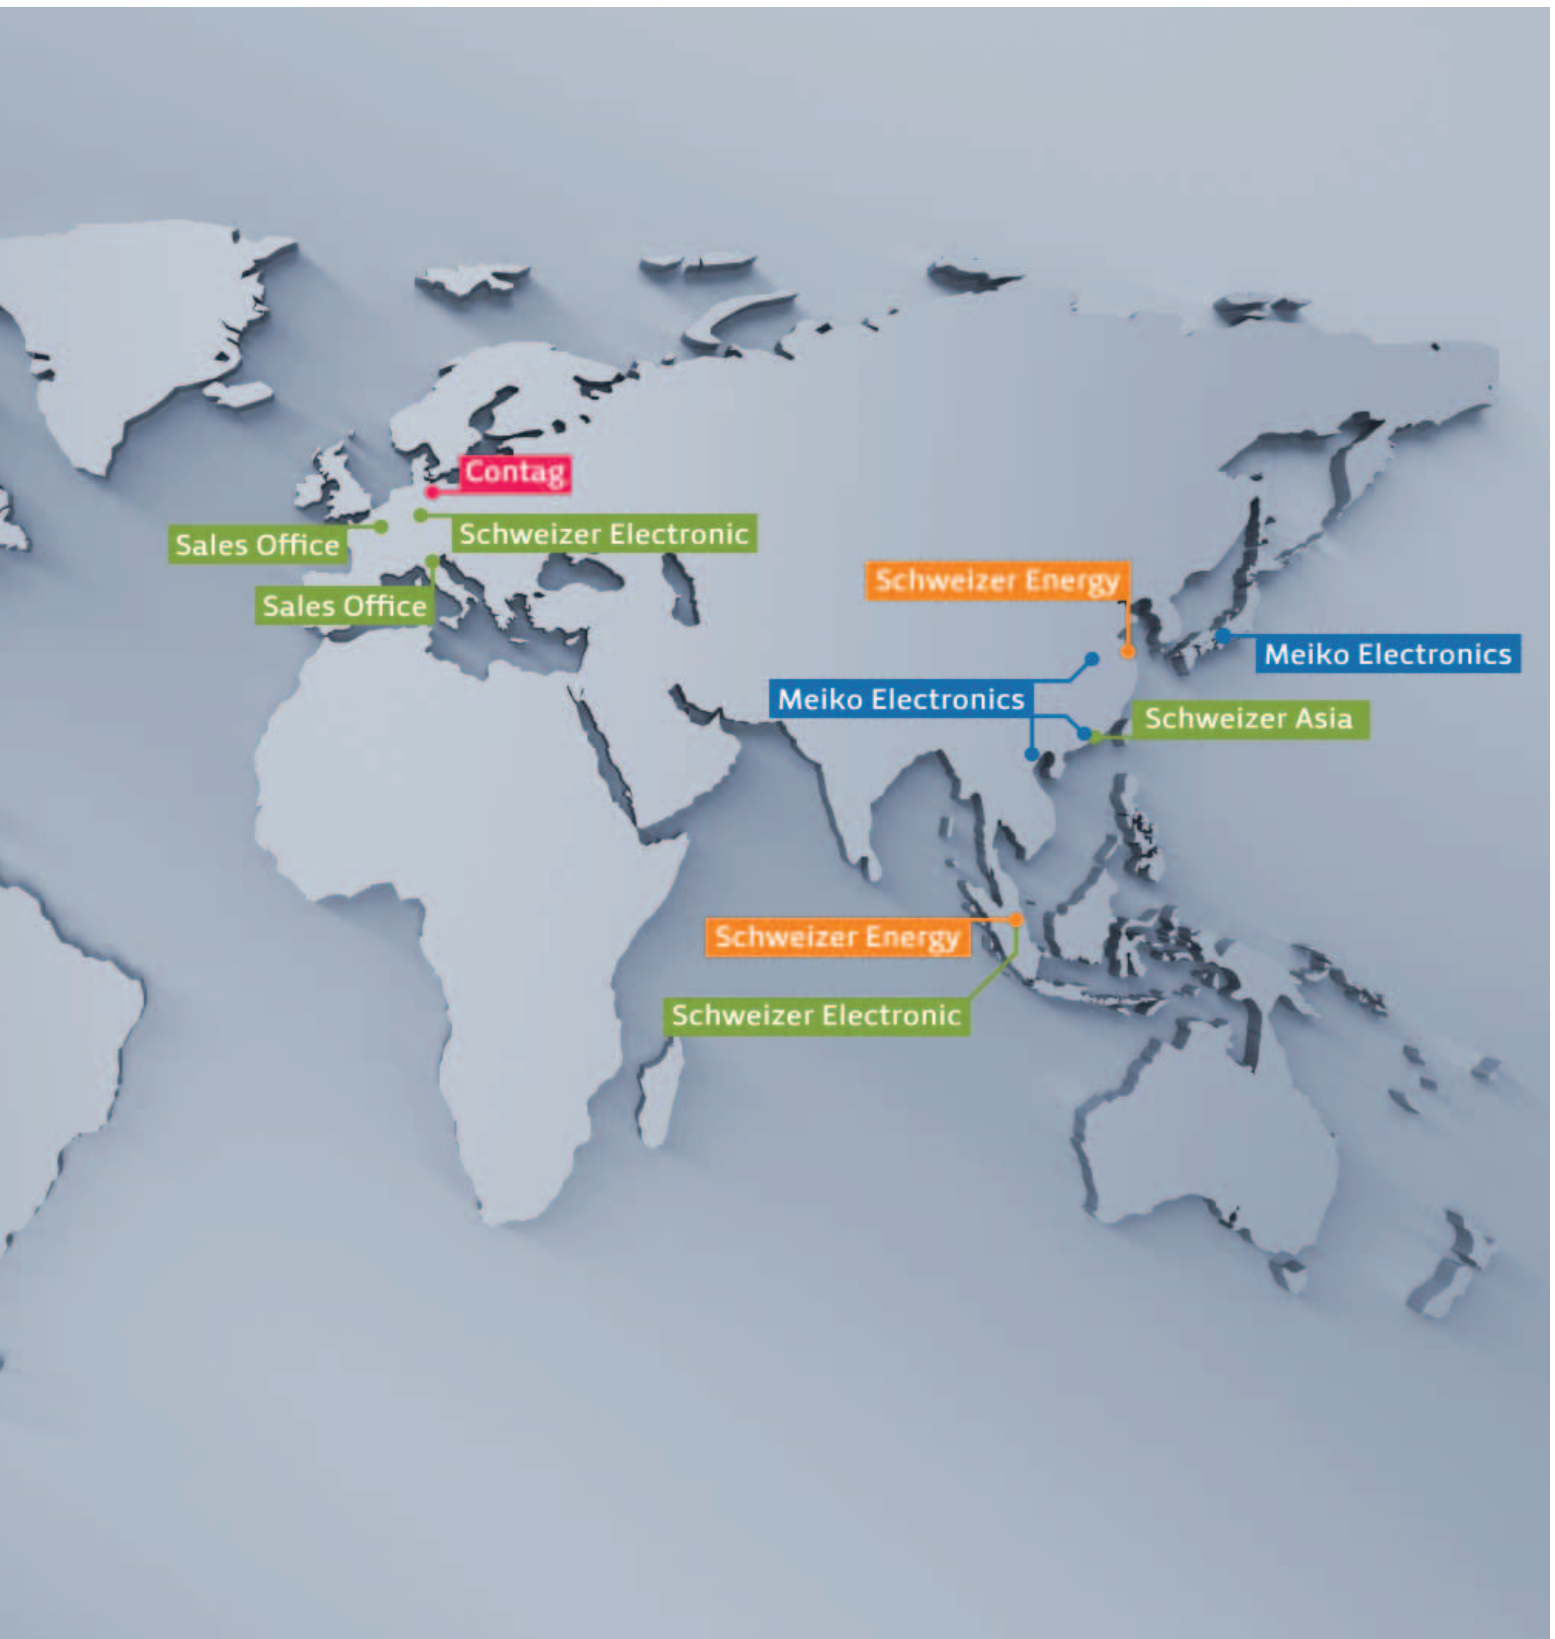 Contag
Schweizer Electronic
Sales Office
Sales Office
Schweizer Energy
Meiko Electronics
Meiko Electronics
Schweizer Asia
Schweizer Energy
Schweizer Electronic